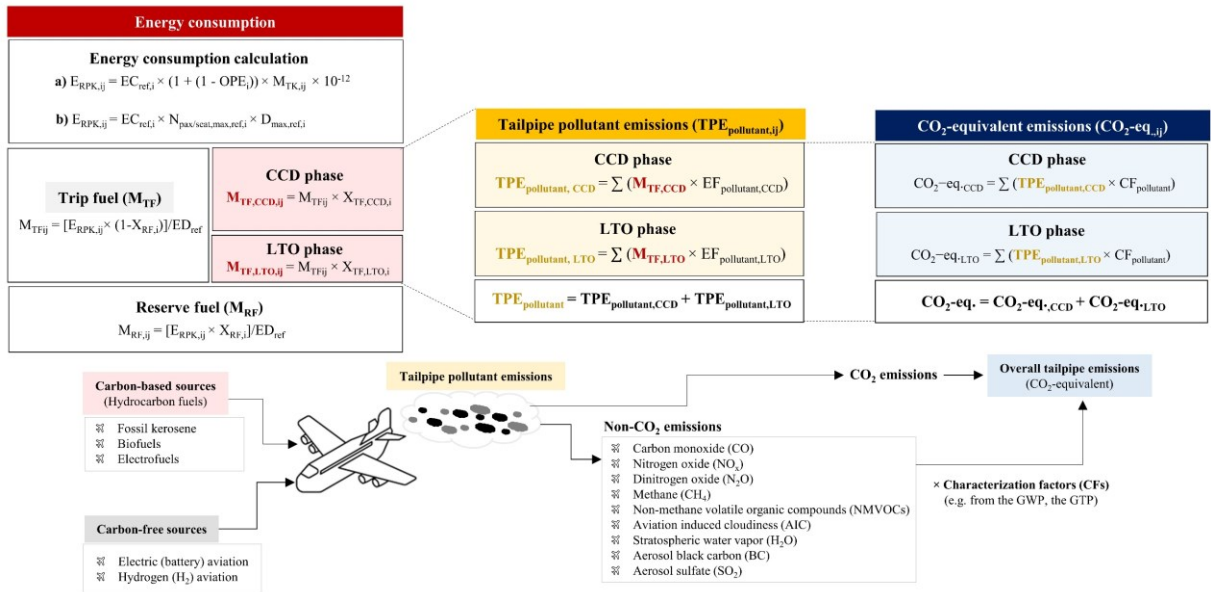 Energy consumption
Energy consumption calculation
a) E_RPK,ij = EC_ref,i × (1 + (1 - OPE_i)) × M_TK,ij × 10^-12
b) E_RPK,ij = EC_ref,i × N_pax/seat,max,ref,i × D_max,ref,i
Trip fuel (M_TF)
M_TFij = [E_RPK,ij × (1-X_RF,i)]/ED_ref
CCD phase
M_TF,CCD,ij = M_TFij × X_TF,CCD,i
LTO phase
M_TF,LTO,ij = M_TFij × X_TF,LTO,i
Reserve fuel (M_RF)
M_RF,ij = [E_RPK,ij × X_RF,i]/ED_ref
Tailpipe pollutant emissions (TPE_pollutant,ij)
CCD phase
TPE_pollutant, CCD = ∑ (M_TF,CCD × EF_pollutant,CCD)
LTO phase
TPE_pollutant, LTO = ∑ (M_TF,LTO × EF_pollutant,LTO)
TPE_pollutant = TPE_pollutant,CCD + TPE_pollutant,LTO
CO₂-equivalent emissions (CO₂-eq.,ij)
CCD phase
CO₂−eq.CCD = ∑ (TPE_pollutant,CCD × CF_pollutant)
LTO phase
CO₂−eq.LTO = ∑ (TPE_pollutant,LTO × CF_pollutant)
CO₂-eq. = CO₂-eq.,CCD + CO₂-eq.LTO
Carbon-based sources
(Hydrocarbon fuels)
Fossil kerosene
Biofuels
Electrofuels
Carbon-free sources
Electric (battery) aviation
Hydrogen (H₂) aviation
Tailpipe pollutant emissions
CO₂ emissions
Overall tailpipe emissions
(CO₂-equivalent)
Non-CO₂ emissions
Carbon monoxide (CO)
Nitrogen oxide (NOₓ)
Dinitrogen oxide (N₂O)
Methane (CH₄)
Non-methane volatile organic compounds (NMVOCs)
Aviation induced cloudiness (AIC)
Stratospheric water vapor (H₂O)
Aerosol black carbon (BC)
Aerosol sulfate (SO₂)
× Characterization factors (CFs)
(e.g. from the GWP, the GTP)